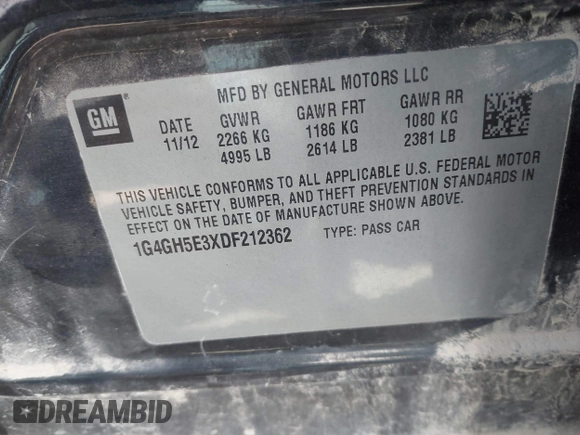 MFD BY GENERAL MOTORS LLC
GM
DATE GVWR GAWR FRT GAWR RR
11/12 2266 KG 1186 KG 1080 KG
4995 LB 2614 LB 2381 LB
THIS VEHICLE CONFORMS TO ALL APPLICABLE U.S. FEDERAL MOTOR
VEHICLE SAFETY, BUMPER, AND THEFT PREVENTION STANDARDS IN
EFFECT ON THE DATE OF MANUFACTURE SHOWN ABOVE.
1G4GH5E3XDF212362 TYPE: PASS CAR
DREAMBID